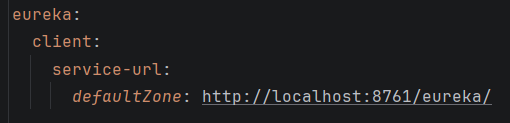 eureka:
  client:
    service-url:
      defaultZone: http://localhost:8761/eureka/